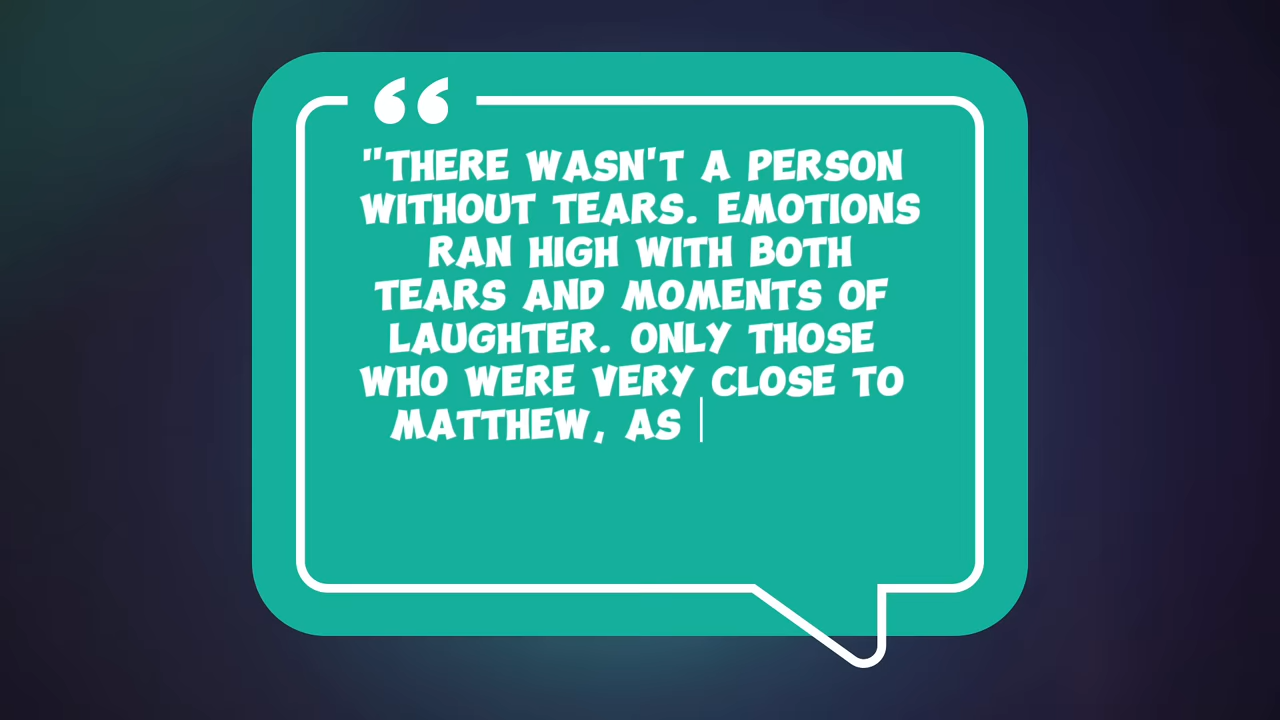 "THERE WASN'T A PERSON
WITHOUT TEARS. EMOTIONS
RAN HIGH WITH BOTH
TEARS AND MOMENTS OF
LAUGHTER. ONLY THOSE
WHO WERE VERY CLOSE TO
MATTHEW, AS